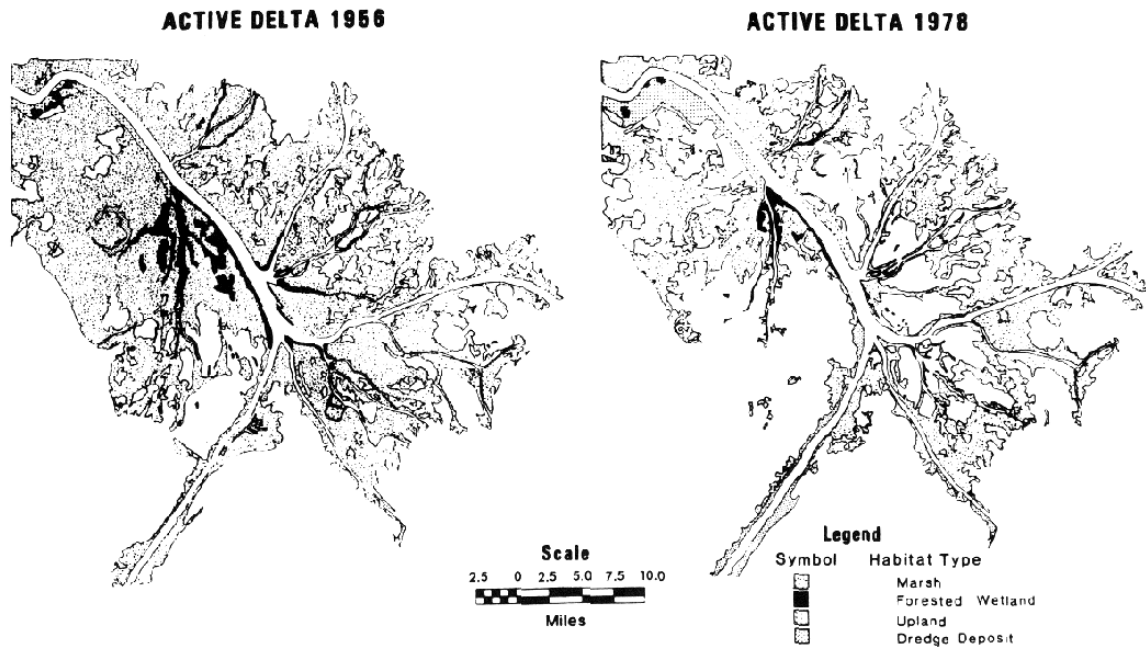 ACTIVE DELTA 1956
ACTIVE DELTA 1978
Scale
2.5 0 2.5 5.0 7.5 10.0
Miles
Legend
Symbol Habitat Type
Marsh
Forested Wetland
Upland
Dredge Deposit